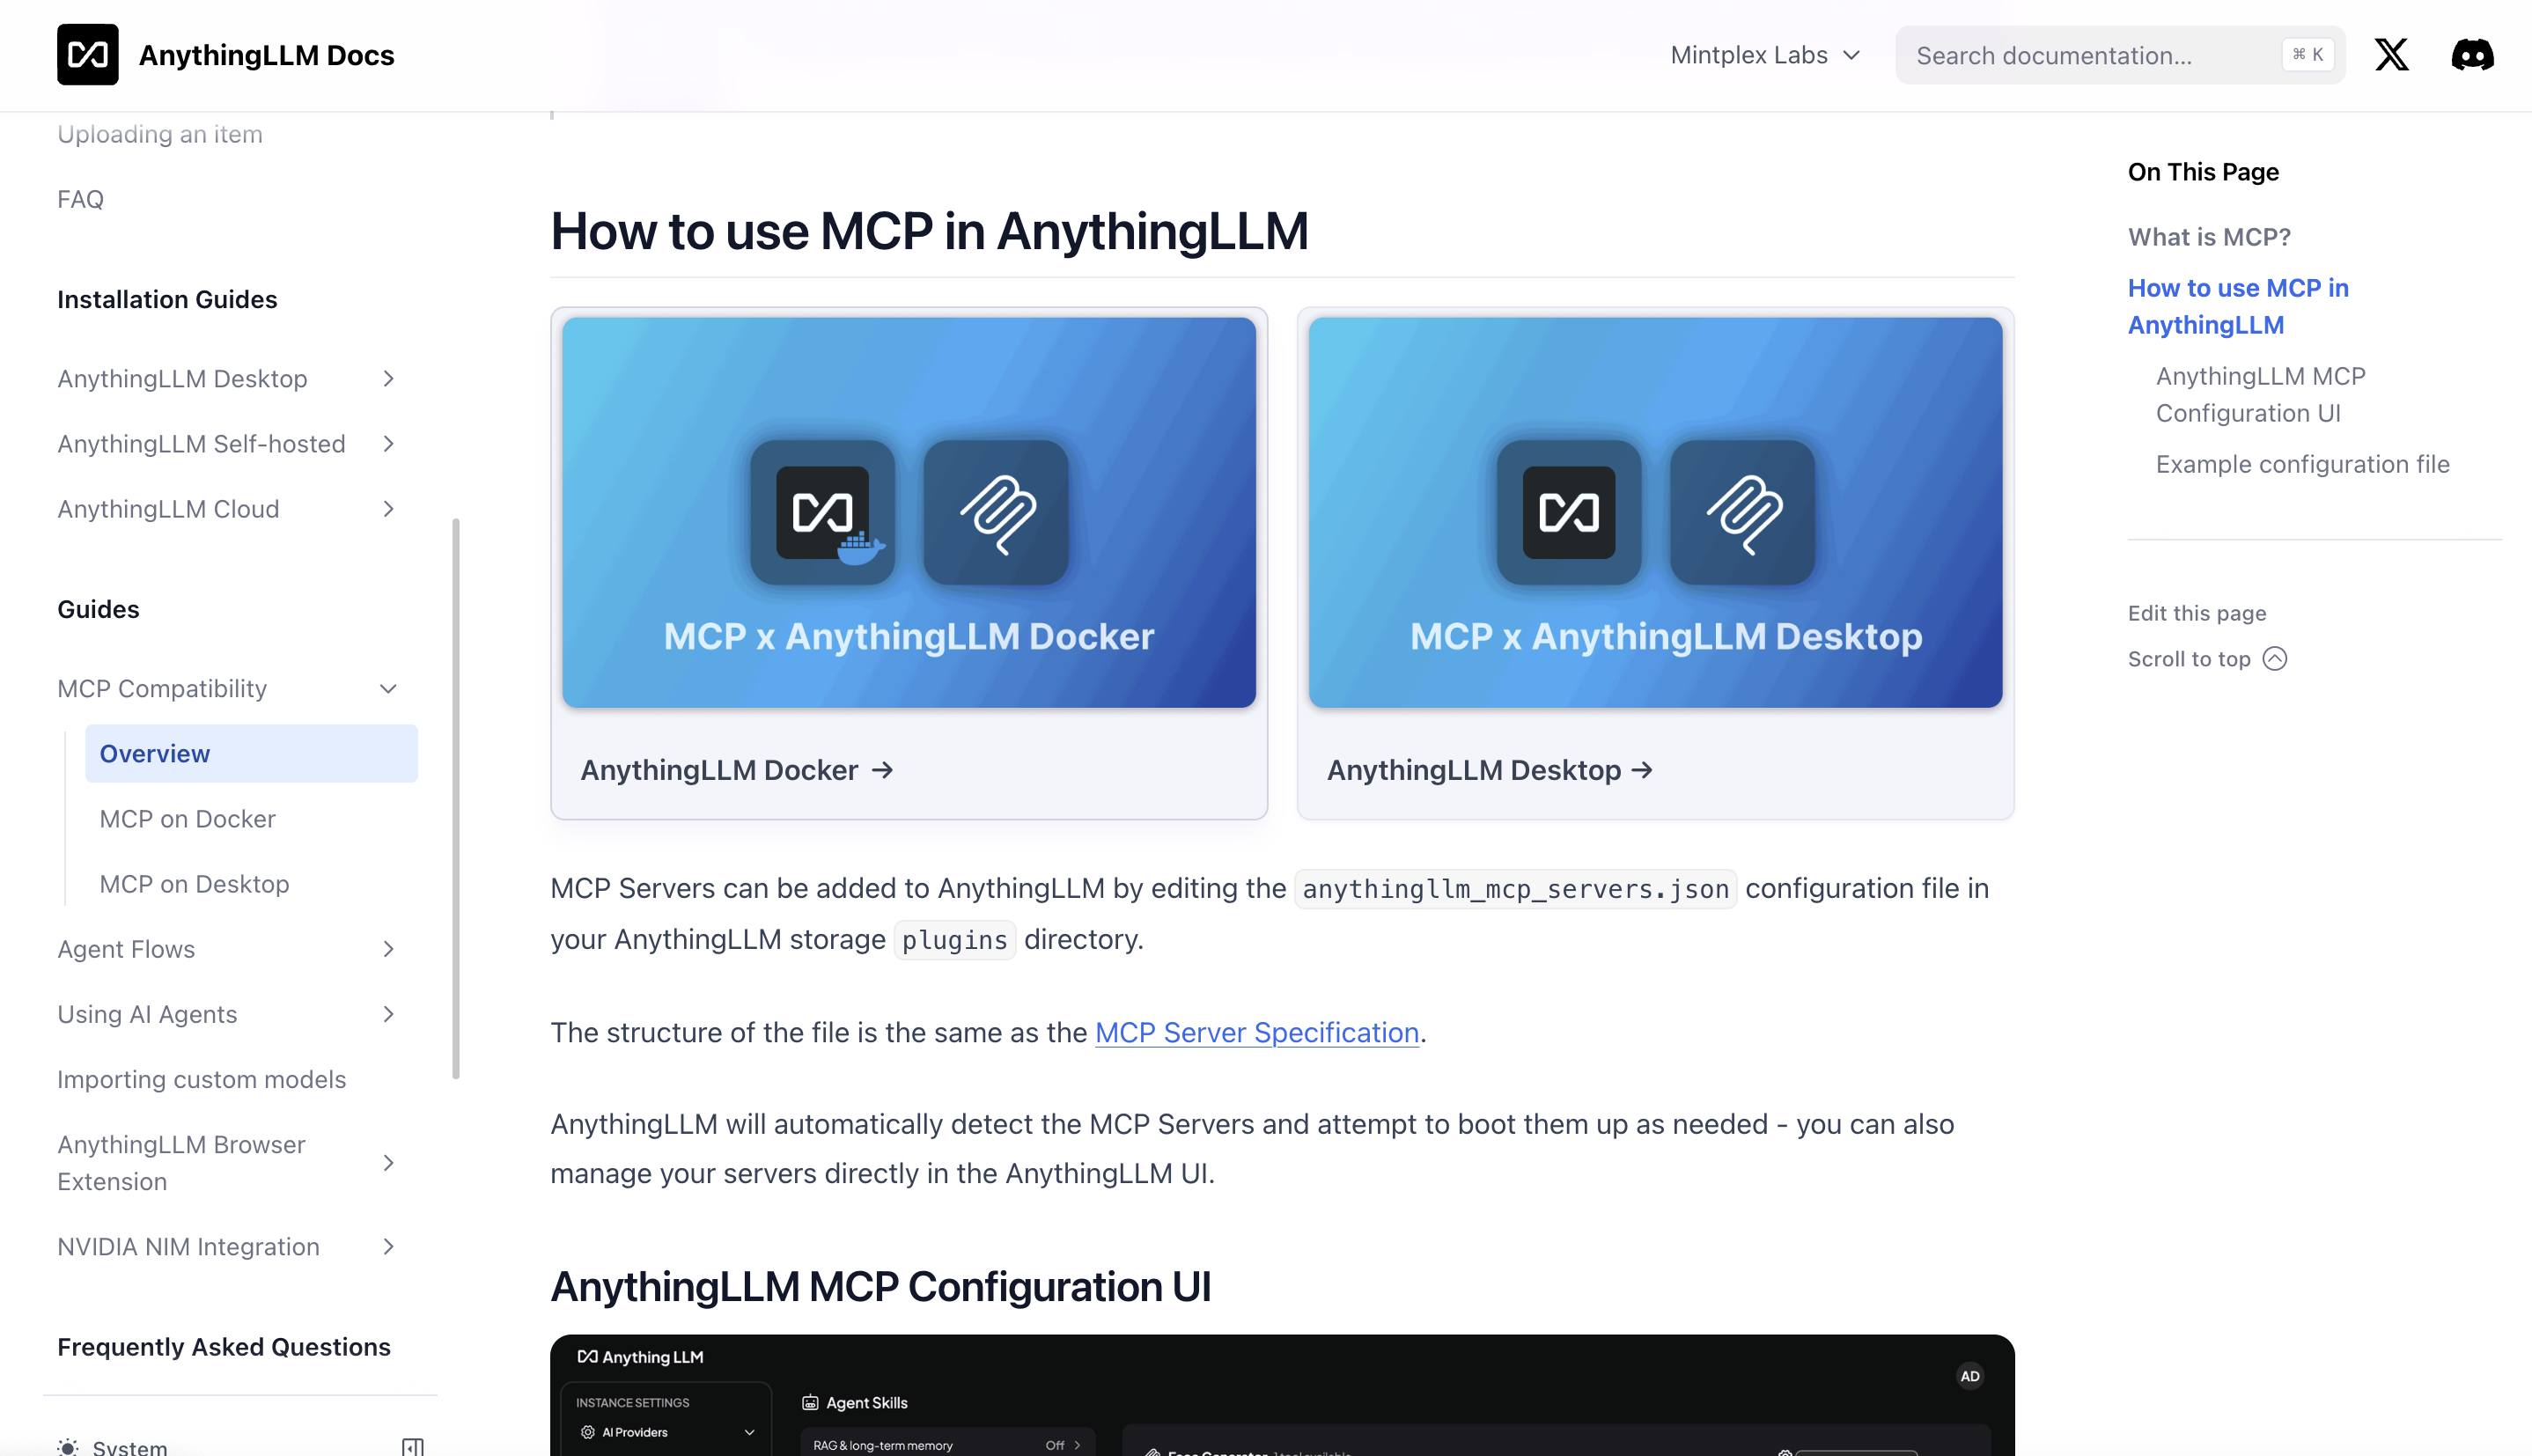 AnythingLLM Docs
Mintplex Labs
Search documentation...
⌘ K
Uploading an item
FAQ
Installation Guides
AnythingLLM Desktop
AnythingLLM Self-hosted
AnythingLLM Cloud
Guides
MCP Compatibility
Overview
MCP on Docker
MCP on Desktop
Agent Flows
Using AI Agents
Importing custom models
AnythingLLM Browser
Extension
NVIDIA NIM Integration
Frequently Asked Questions
System
How to use MCP in AnythingLLM
MCP x AnythingLLM Docker
AnythingLLM Docker →
MCP x AnythingLLM Desktop
AnythingLLM Desktop →
MCP Servers can be added to AnythingLLM by editing the anythingllm_mcp_servers.json configuration file in
your AnythingLLM storage plugins directory.
The structure of the file is the same as the MCP Server Specification.
AnythingLLM will automatically detect the MCP Servers and attempt to boot them up as needed - you can also
manage your servers directly in the AnythingLLM UI.
AnythingLLM MCP Configuration UI
Anything LLM
AD
INSTANCE SETTINGS
AI Providers
Agent Skills
RAG & long-term memory
Off
On This Page
What is MCP?
How to use MCP in
AnythingLLM
AnythingLLM MCP
Configuration UI
Example configuration file
Edit this page
Scroll to top